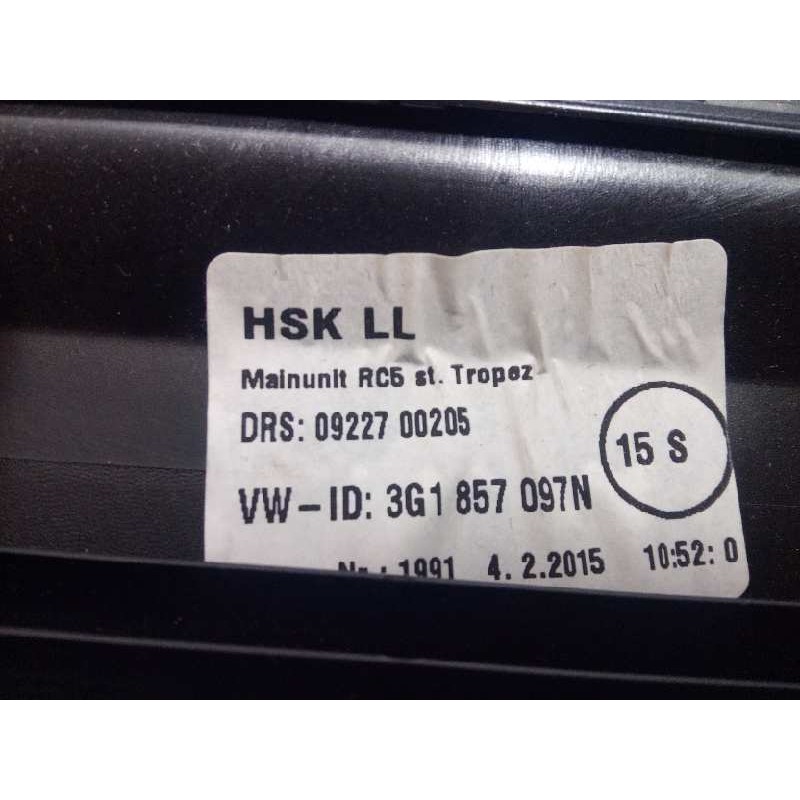 HSK LL
Mainunit RC5 st. Tropez
DRS: 09227 00205
15 S
VW-ID: 3G1 857 097N
Nr.: 1991 4. 2.2015 10:52: 0